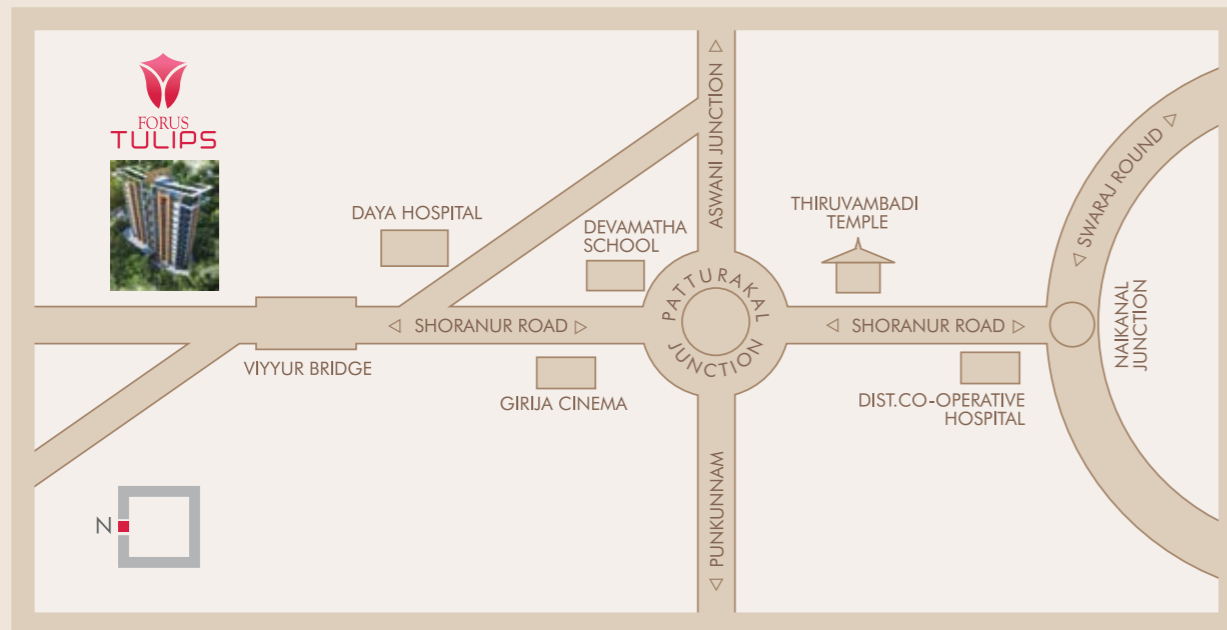 FORUS
TULIPS
DAYA HOSPITAL
DEVAMATHA
SCHOOL
ASWANI JUNCTION
THIRUVAMBADI
TEMPLE
SWARAJ ROUND
PATTURAKAL
JUNCTION
SHORANUR ROAD
SHORANUR ROAD
NAIKANAL
JUNCTION
VIYYUR BRIDGE
GIRIJA CINEMA
DIST.CO-OPERATIVE
HOSPITAL
PUNKUNNAM
N